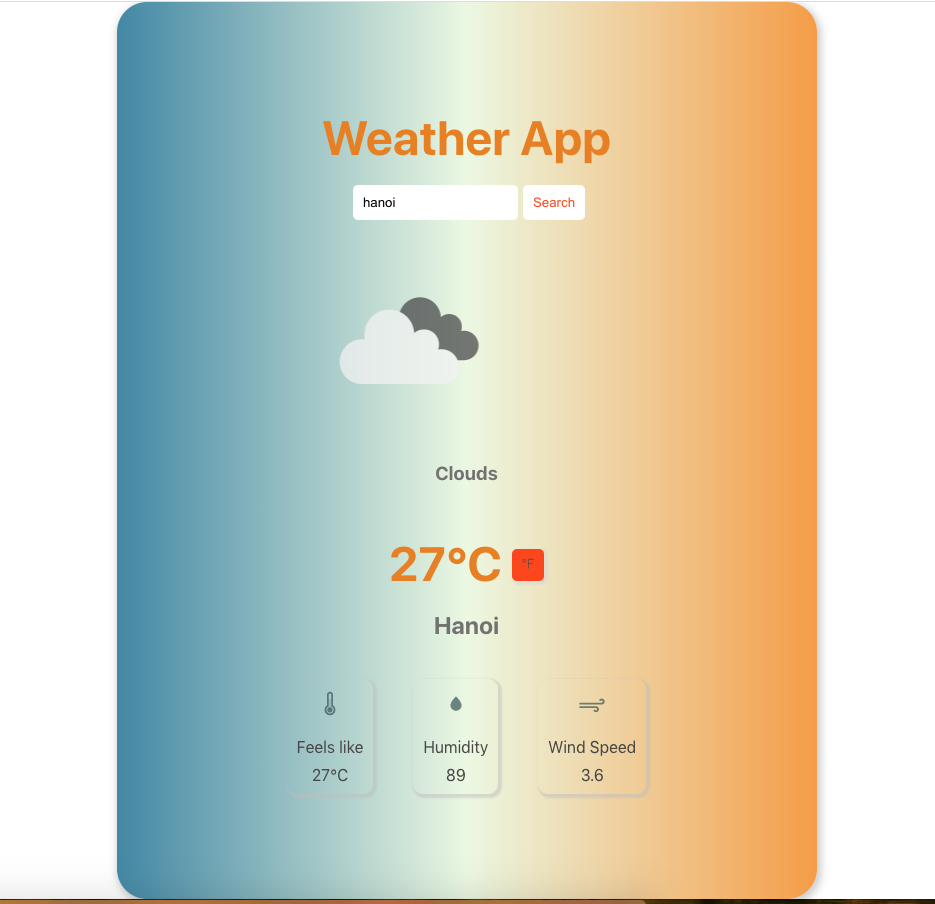 Weather App
hanoi Search
Clouds
27°C °F
Hanoi
Feels like Humidity Wind Speed
27°C 89 3.6